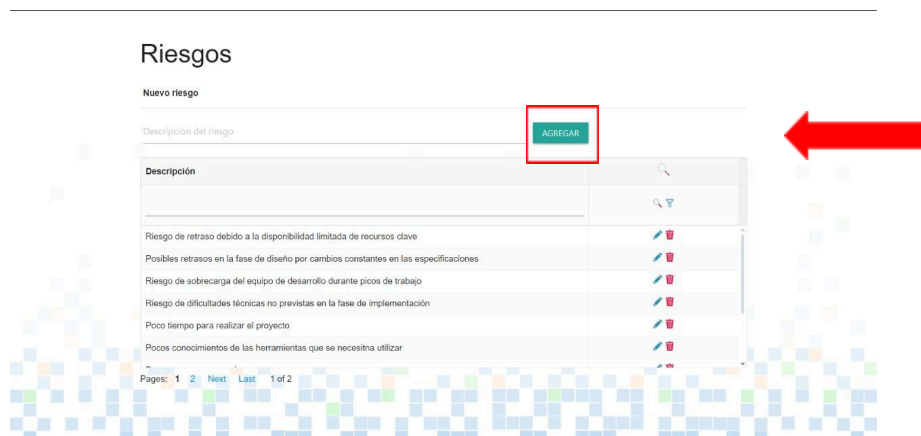 Riesgos
Nuevo riesgo
Descripción del riesgo
AGREGAR
Descripción
Riesgo de retraso debido a la disponibilidad limitada de recursos clave
Posibles retrasos en la fase de diseño por cambios constantes en las especificaciones
Riesgo de sobrecarga del equipo de desarrollo durante picos de trabajo
Riesgo de dificultades técnicas no previstas en la fase de implementación
Poco tiempo para realizar el proyecto
Pocos conocimientos de las herramientas que se necesitna utilizar
Pages: 1 2 Next Last 1 of 2